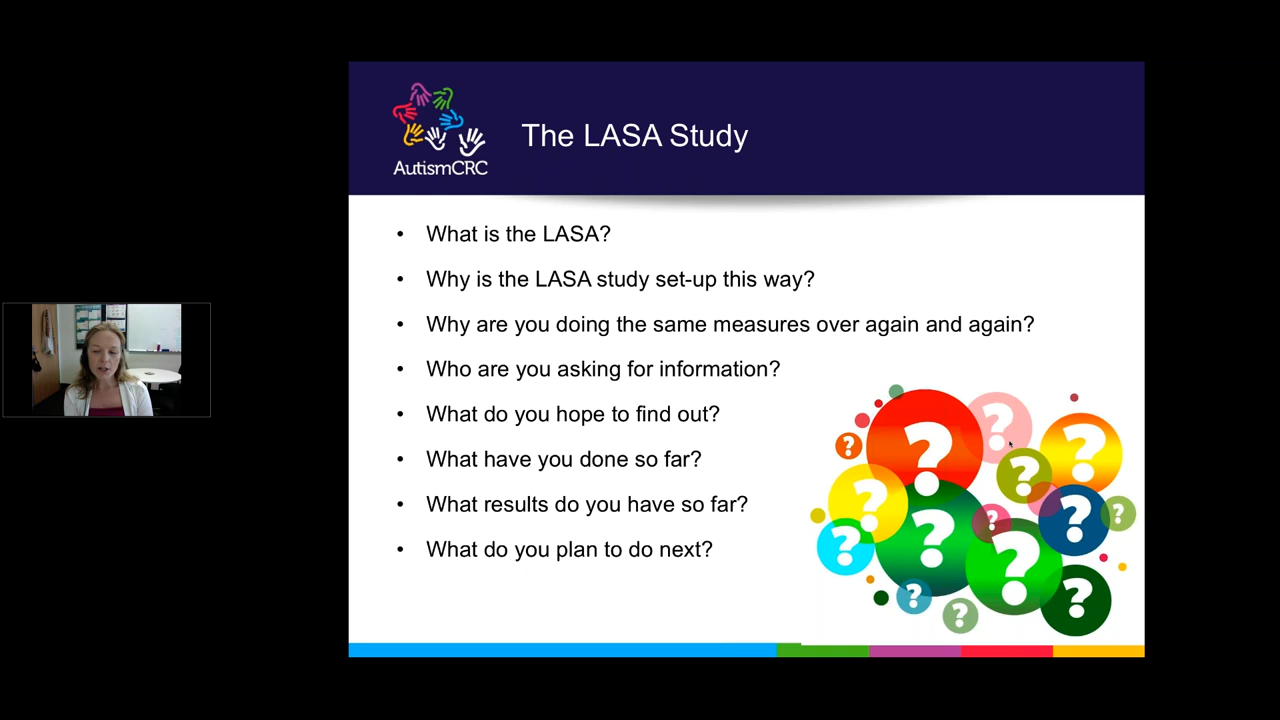 AutismCRC
The LASA Study
• What is the LASA?
• Why is the LASA study set-up this way?
• Why are you doing the same measures over again and again?
• Who are you asking for information?
• What do you hope to find out?
• What have you done so far?
• What results do you have so far?
• What do you plan to do next?
? ? ? ? ? ? ? ? ? ? ? ? ? ?